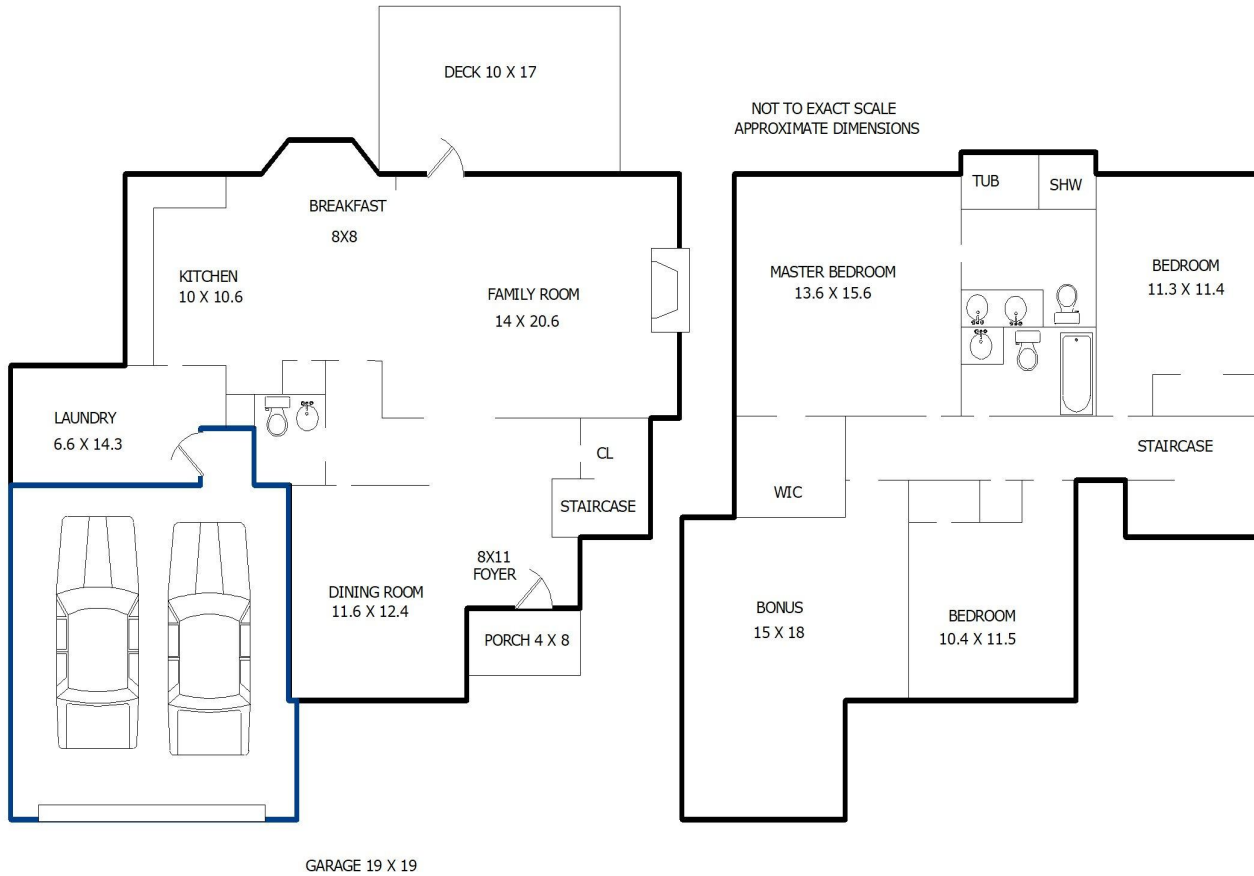 DECK 10 X 17
NOT TO EXACT SCALE
APPROXIMATE DIMENSIONS
BREAKFAST
8X8
KITCHEN
10 X 10.6
FAMILY ROOM
14 X 20.6
LAUNDRY
6.6 X 14.3
CL
STAIRCASE
8X11
FOYER
DINING ROOM
11.6 X 12.4
PORCH 4 X 8
GARAGE 19 X 19
TUB
SHW
MASTER BEDROOM
13.6 X 15.6
BEDROOM
11.3 X 11.4
STAIRCASE
WIC
BONUS
15 X 18
BEDROOM
10.4 X 11.5